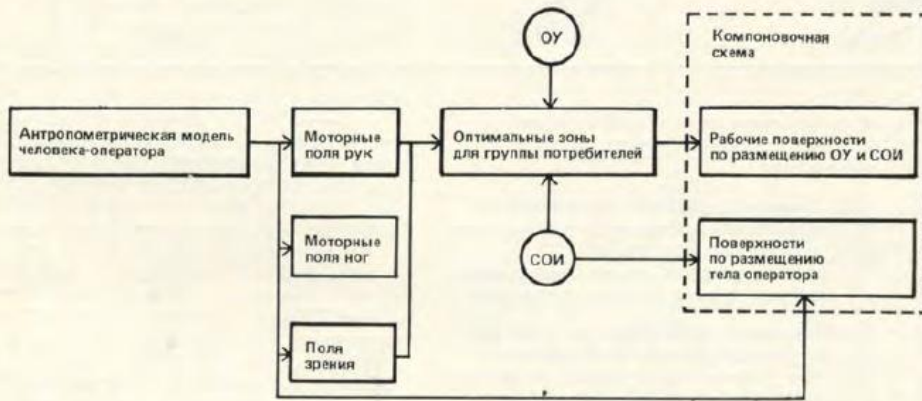 ОУ
Компоновочная
схема
Антропометрическая модель
человека-оператора
Моторные
поля рук
Оптимальные зоны
для группы потребителей
Рабочие поверхности
по размещению ОУ и СОИ
Моторные
поля ног
СОИ
Поверхности
по размещению
тела оператора
Поля
зрения